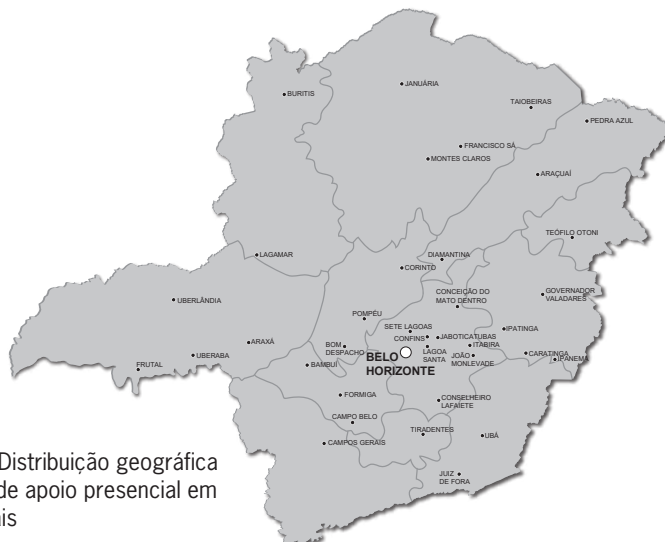 JANUÁRIA
BURITIS
TAIOBEIRAS
PEDRA AZUL
FRANCISCO SÁ
MONTES CLAROS
ARAÇUAÍ
TEÓFILO OTONI
LAGAMAR
DIAMANTINA
CORINTO
CONCEIÇÃO DO
MATO DENTRO
GOVERNADOR
VALADARES
UBERLÂNDIA
POMPÉU
SETE LAGOAS
IPATINGA
CONFINS
JABOTICATUBAS
ARAXÁ
BOM
DESPACHO
ITABIRA
LAGOA
SANTA
JOÃO
MONLEVADE
CARATINGA
IPANEMA
UBERABA
BELO
HORIZONTE
FRUTAL
BAMBUÍ
FORMIGA
CONSELHEIRO
LAFAIETE
CAMPO BELO
TIRADENTES
UBÁ
CAMPOS GERAIS
JUIZ
DE FORA
Distribuição geográfica
de apoio presencial em
is